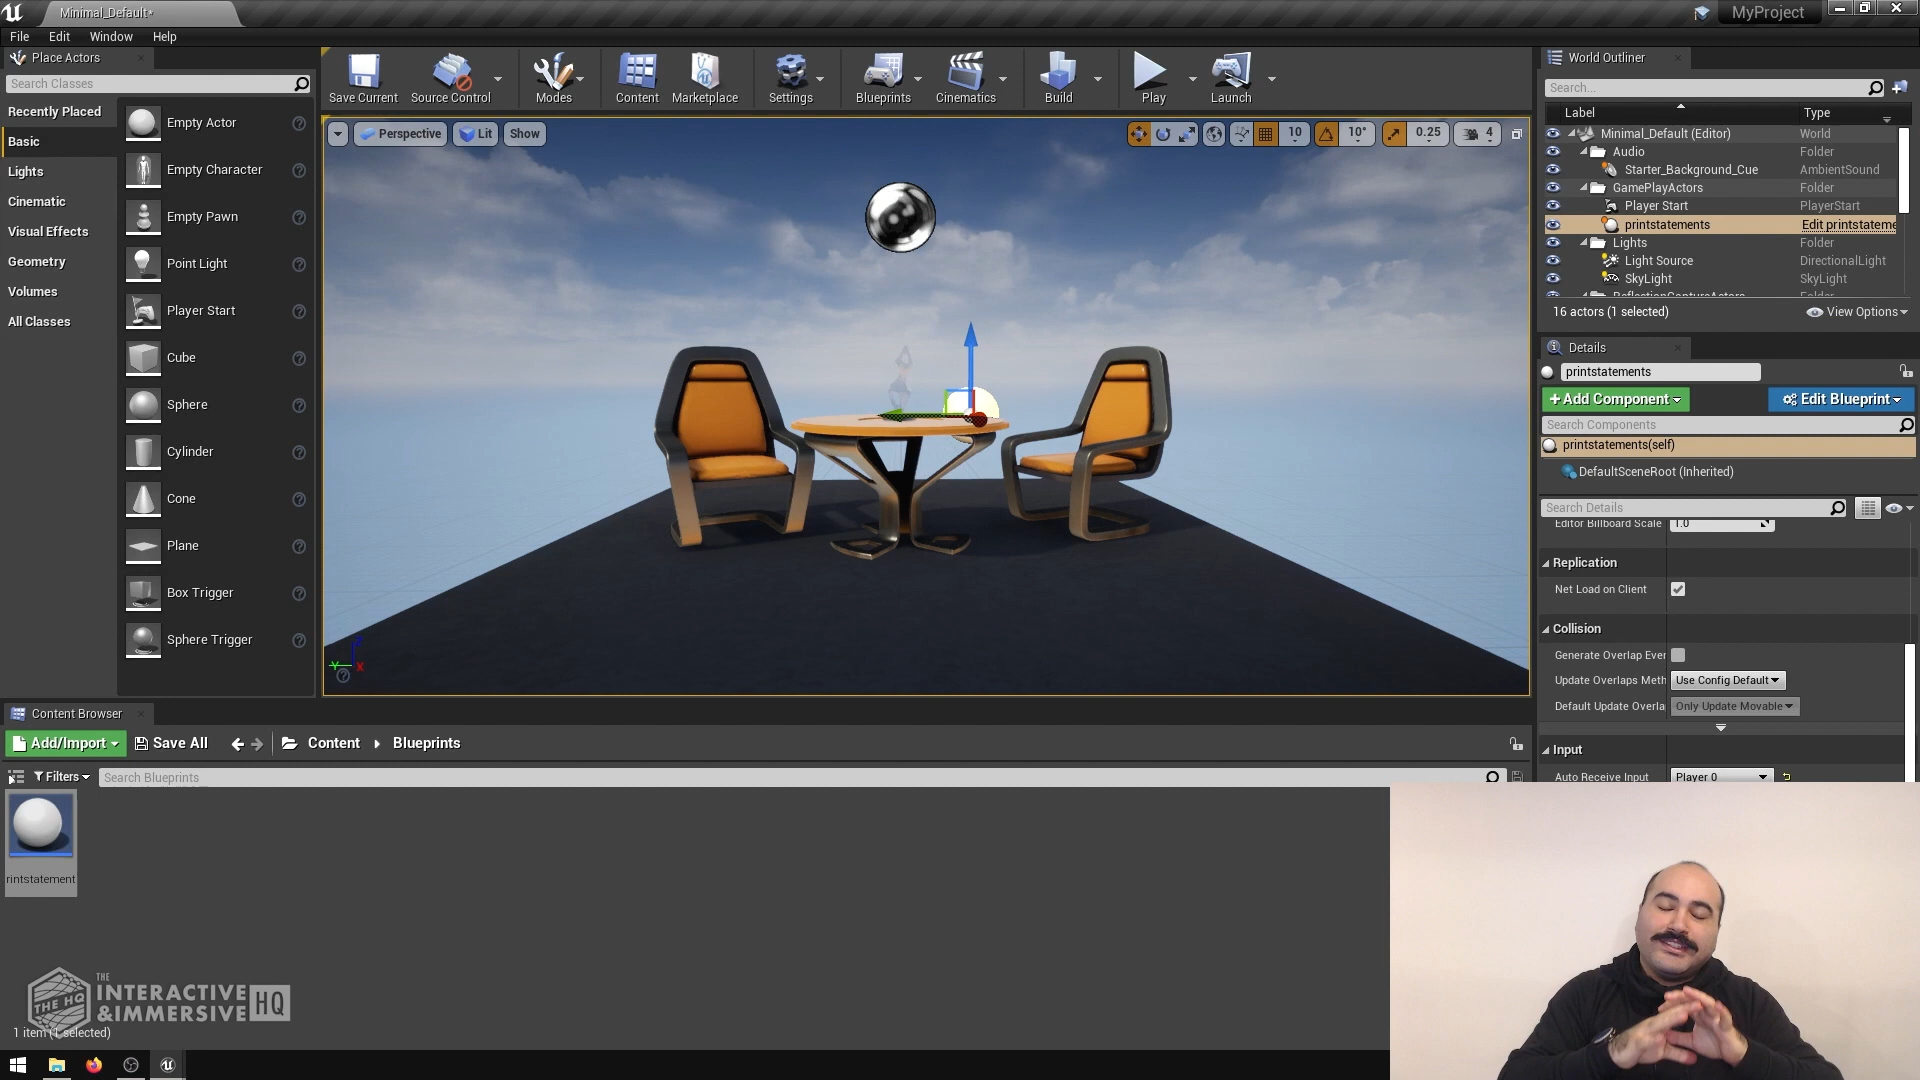 Minimal_Default*
MyProject
File Edit Window Help
Place Actors
Search Classes
Recently Placed
Basic
Lights
Cinematic
Visual Effects
Geometry
Volumes
All Classes
Empty Actor
Empty Character
Empty Pawn
Point Light
Player Start
Cube
Sphere
Cylinder
Cone
Plane
Box Trigger
Sphere Trigger
Save Current
Source Control
Modes
Content
Marketplace
Settings
Blueprints
Cinematics
Build
Play
Launch
Perspective
Lit
Show
10
10°
0.25
4
Y
X
World Outliner
Search...
Label Type
Minimal_Default (Editor) World
Audio Folder
Starter_Background_Cue AmbientSound
GamePlayActors Folder
Player Start PlayerStart
printstatements Edit printstateme
Lights Folder
Light Source DirectionalLight
SkyLight SkyLight
ReflectionCaptureActors Folder
16 actors (1 selected)
View Options
Details
printstatements
+Add Component
Edit Blueprint
Search Components
printstatements(self)
DefaultSceneRoot (Inherited)
Search Details
Editor Billboard Scale 1.0
Replication
Net Load on Client
Collision
Generate Overlap Ever
Update Overlaps Meth Use Config Default
Default Update Overla Only Update Movable
Input
Auto Receive Input Player 0
Content Browser
Add/Import
Save All
Content
Blueprints
Filters
Search Blueprints
rintstatement
THE HQ
THE
INTERACTIVE
&IMMERSIVE
HQ
1 item (1 selected)